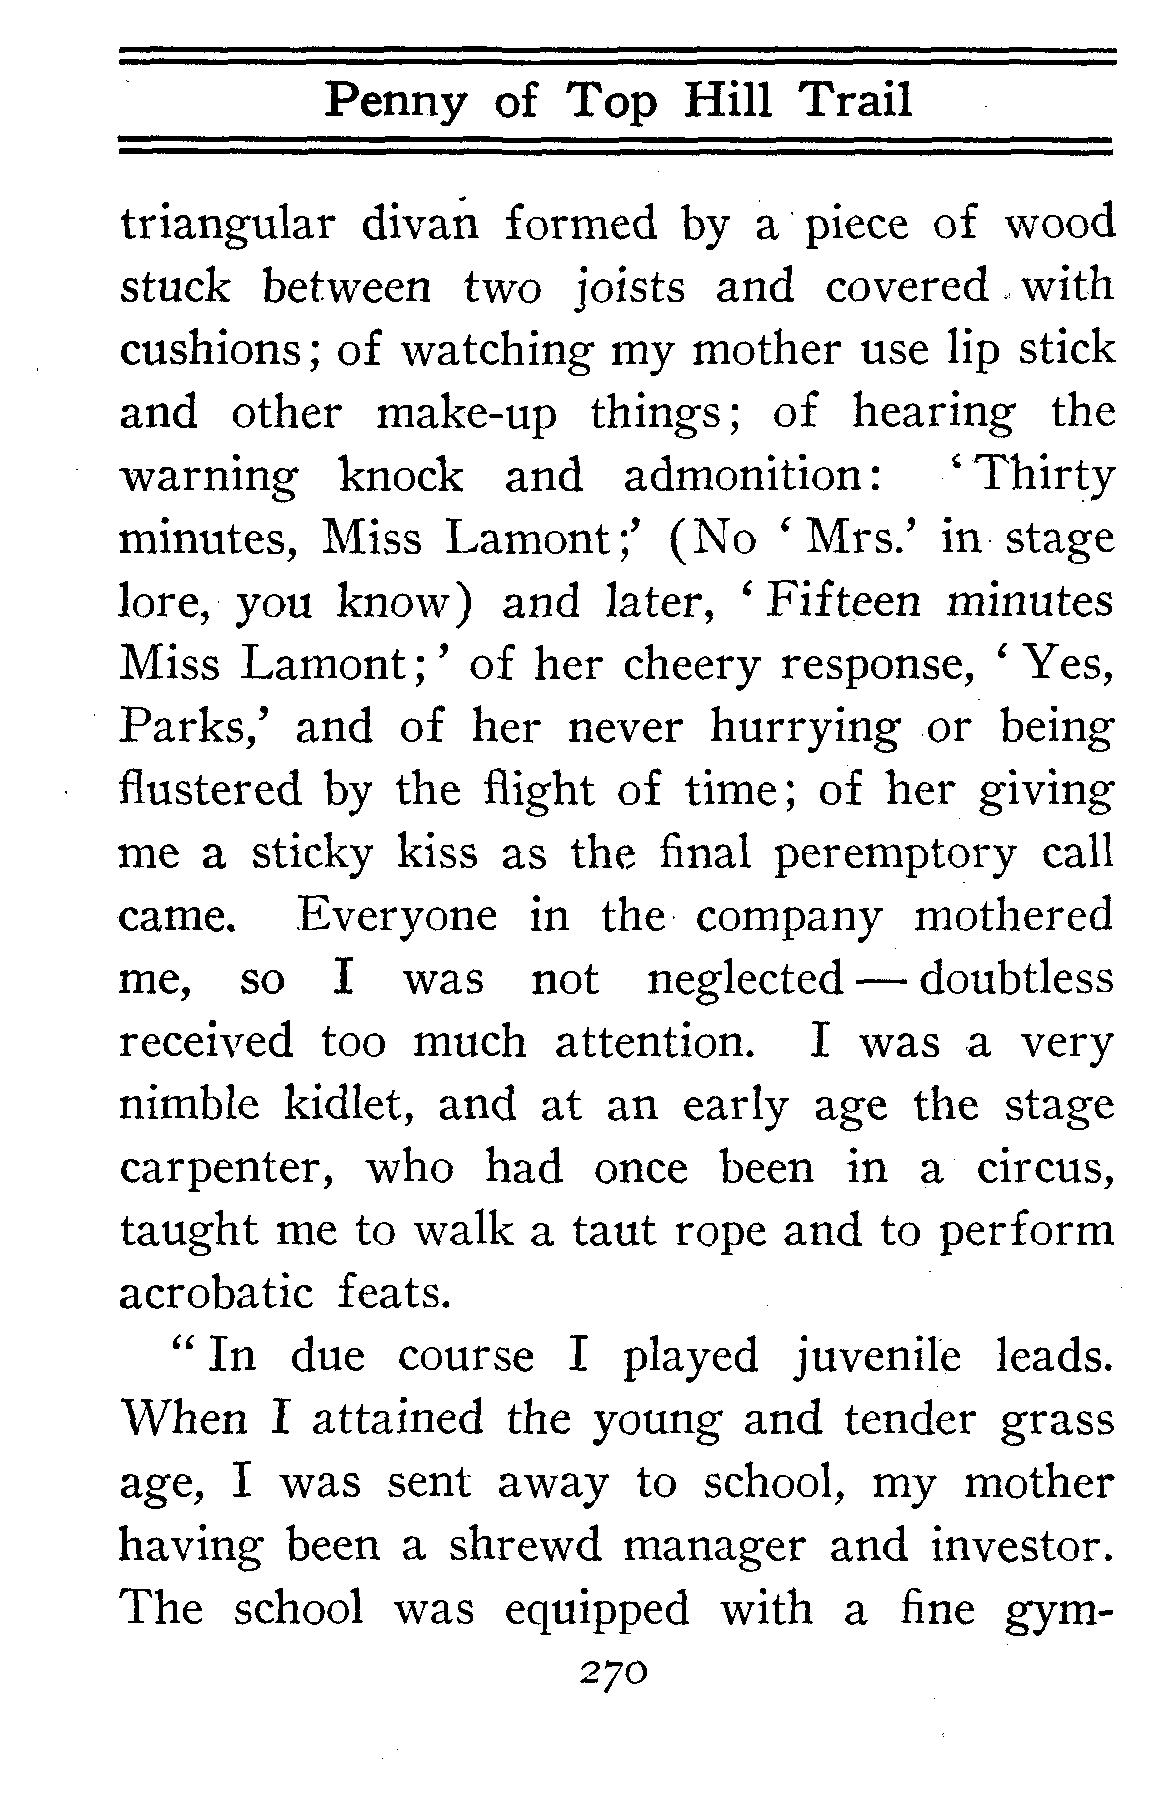 Penny of Top Hill Trail
triangular divan formed by a piece of wood
stuck between two joists and covered with
cushions; of watching my mother use lip stick
and other make-up things; of hearing the
warning knock and admonition: ‘Thirty
minutes, Miss Lamont;’ (No ‘Mrs.’ in stage
lore, you know) and later, ‘Fifteen minutes
Miss Lamont;’ of her cheery response, ‘Yes,
Parks,’ and of her never hurrying or being
flustered by the flight of time; of her giving
me a sticky kiss as the final peremptory call
came. Everyone in the company mothered
me, so I was not neglected — doubtless
received too much attention. I was a very
nimble kidlet, and at an early age the stage
carpenter, who had once been in a circus,
taught me to walk a taut rope and to perform
acrobatic feats.
“In due course I played juvenile leads.
When I attained the young and tender grass
age, I was sent away to school, my mother
having been a shrewd manager and investor.
The school was equipped with a fine gym-
270